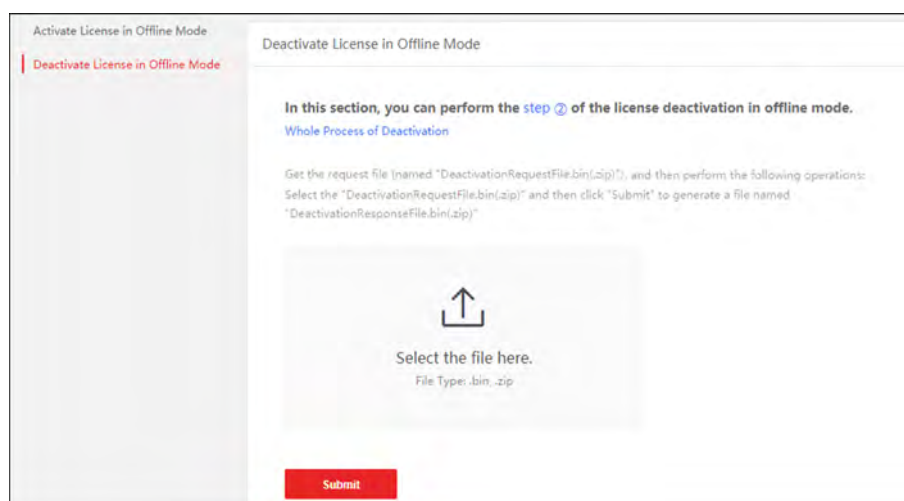 Activate License in Offline Mode
Deactivate License in Offline Mode
Deactivate License in Offline Mode
In this section, you can perform the step ② of the license deactivation in offline mode.
Whole Process of Deactivation
Get the request file (named "DeactivationRequestFile.bin(.zip)"), and then perform the following operations:
Select the "DeactivationRequestFile.bin(.zip)" and then click "Submit" to generate a file named
"DeactivationResponseFile.bin(.zip)"
Select the file here.
File Type: .bin, .zip
Submit